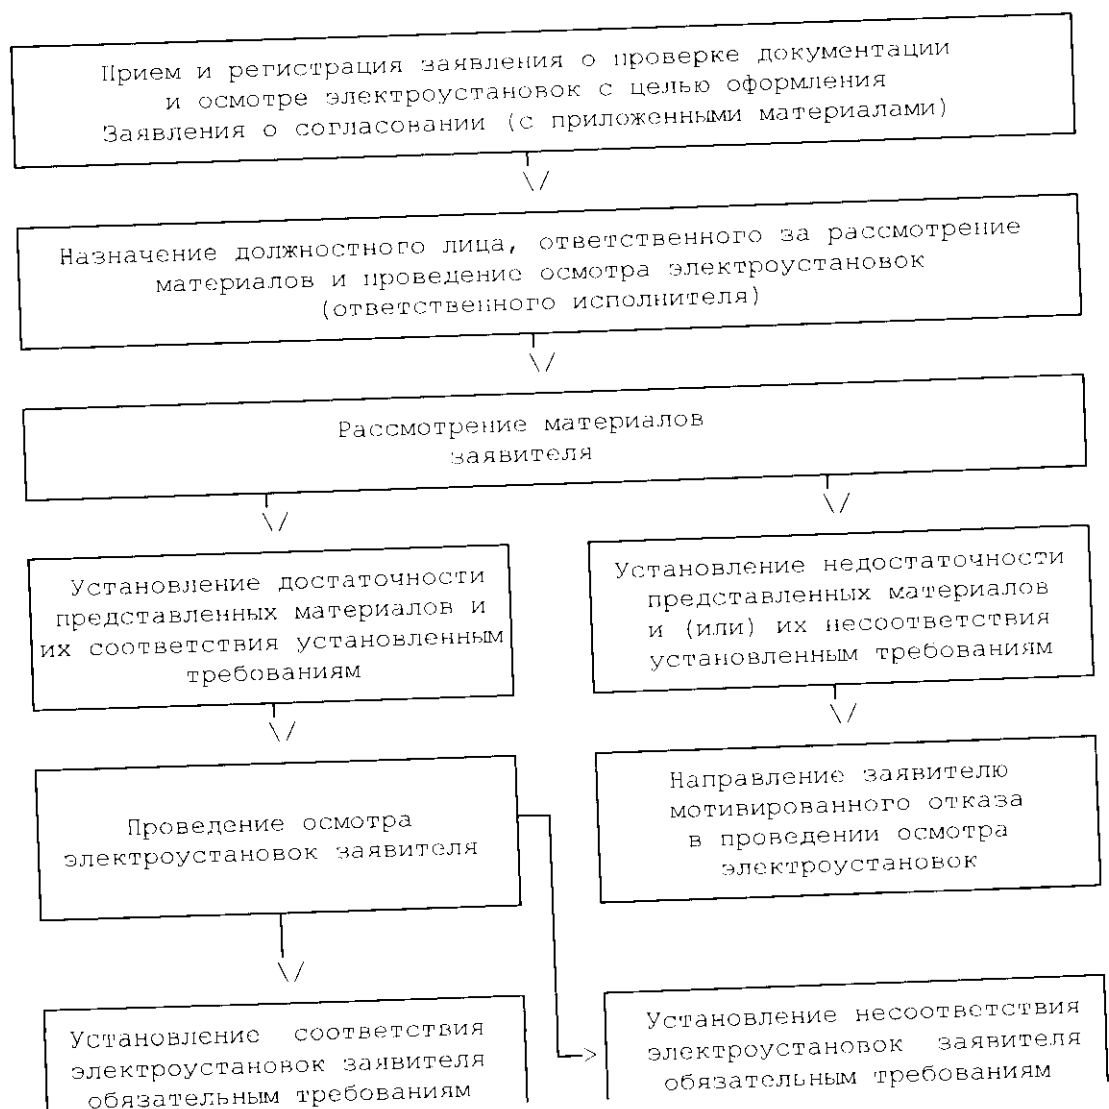 Прием и регистрация заявления о проверке документации
и осмотре электроустановок с целью оформления
Заявления о согласовании (с приложенными материалами)
Назначение должностного лица, ответственного за рассмотрение
материалов и проведение осмотра электроустановок
(ответственного исполнителя)
Рассмотрение материалов
заявителя
Установление достаточности
представленных материалов и
их соответствия установленным
требованиям
Установление недостаточности
представленных материалов
и (или) их несоответствия
установленным требованиям
Проведение осмотра
электроустановок заявителя
Направление заявителю
мотивированного отказа
в проведении осмотра
электроустановок
Установление соответствия
электроустановок заявителя
обязательным требованиям
Установление несоответствия
электроустановок заявителя
обязательным требованиям